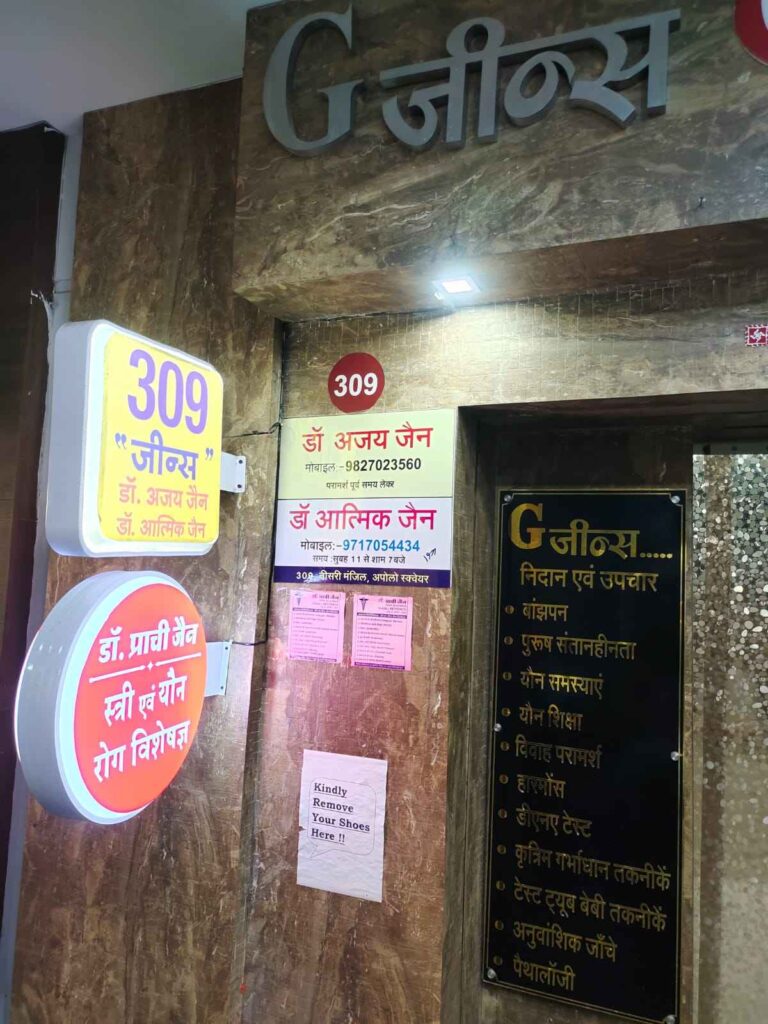 G जीन्स
309
" जीन्स "
डॉ. अजय जैन
डॉ. आत्मिक जैन
डॉ. प्राची जैन
स्त्री एवं यौन
रोग विशेषज्ञ
309
डॉ अजय जैन
मोबाइल:-9827023560
परामर्श पूर्व समय लेकर
डॉ आत्मिक जैन
मोबाइल:-9717054434
समय :सुबह 11 से शाम 7 बजे
309, तीसरी मंजिल, अपोलो स्क्वेयर
डॉ प्राची जैन
डॉ प्राची जैन
Kindly
Remove
Your Shoes
Here !!
G जीन्स.....
निदान एवं उपचार
बांझपन
पुरूष संतानहीनता
यौन समस्याएं
यौन शिक्षा
विवाह परामर्श
हारमोंस
डीएनए टेस्ट
कृत्रिम गर्भाधान तकनीकें
टेस्ट ट्यूब बेबी तकनीकें
अनुवांशिक जाँचे
पैथालॉजी